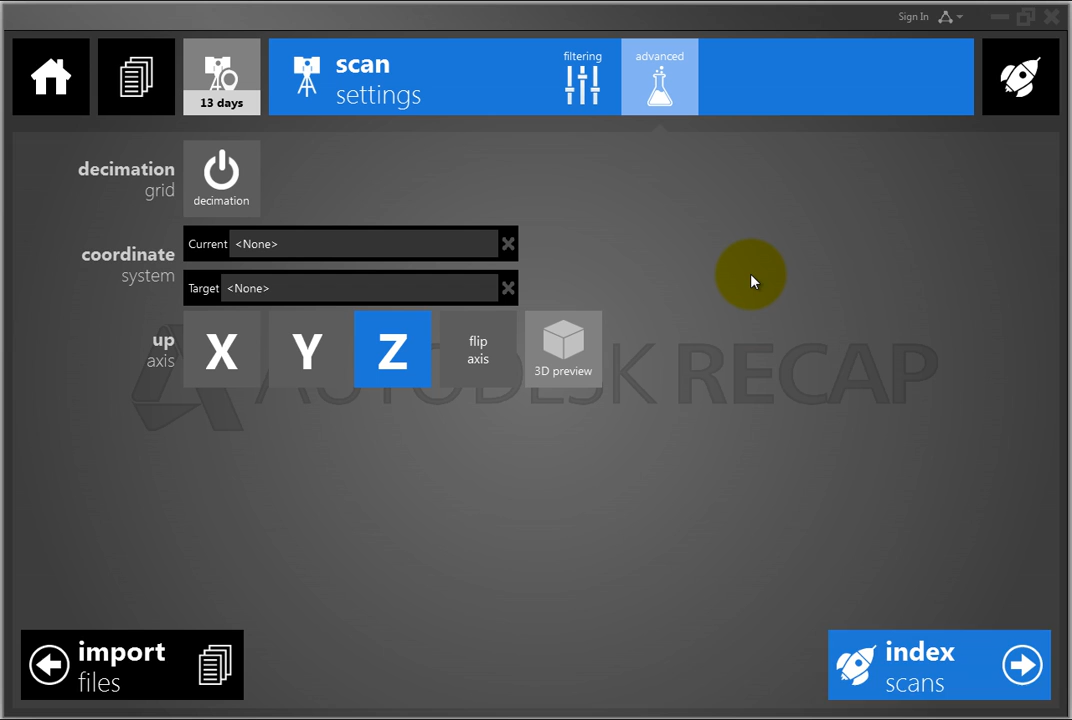 Sign In
13 days
scan
settings
filtering
advanced
decimation
grid
decimation
coordinate
system
Current <None>
Target <None>
up
axis
X
Y
Z
flip
axis
3D preview
AUTODESK RECAP
import
files
index
scans